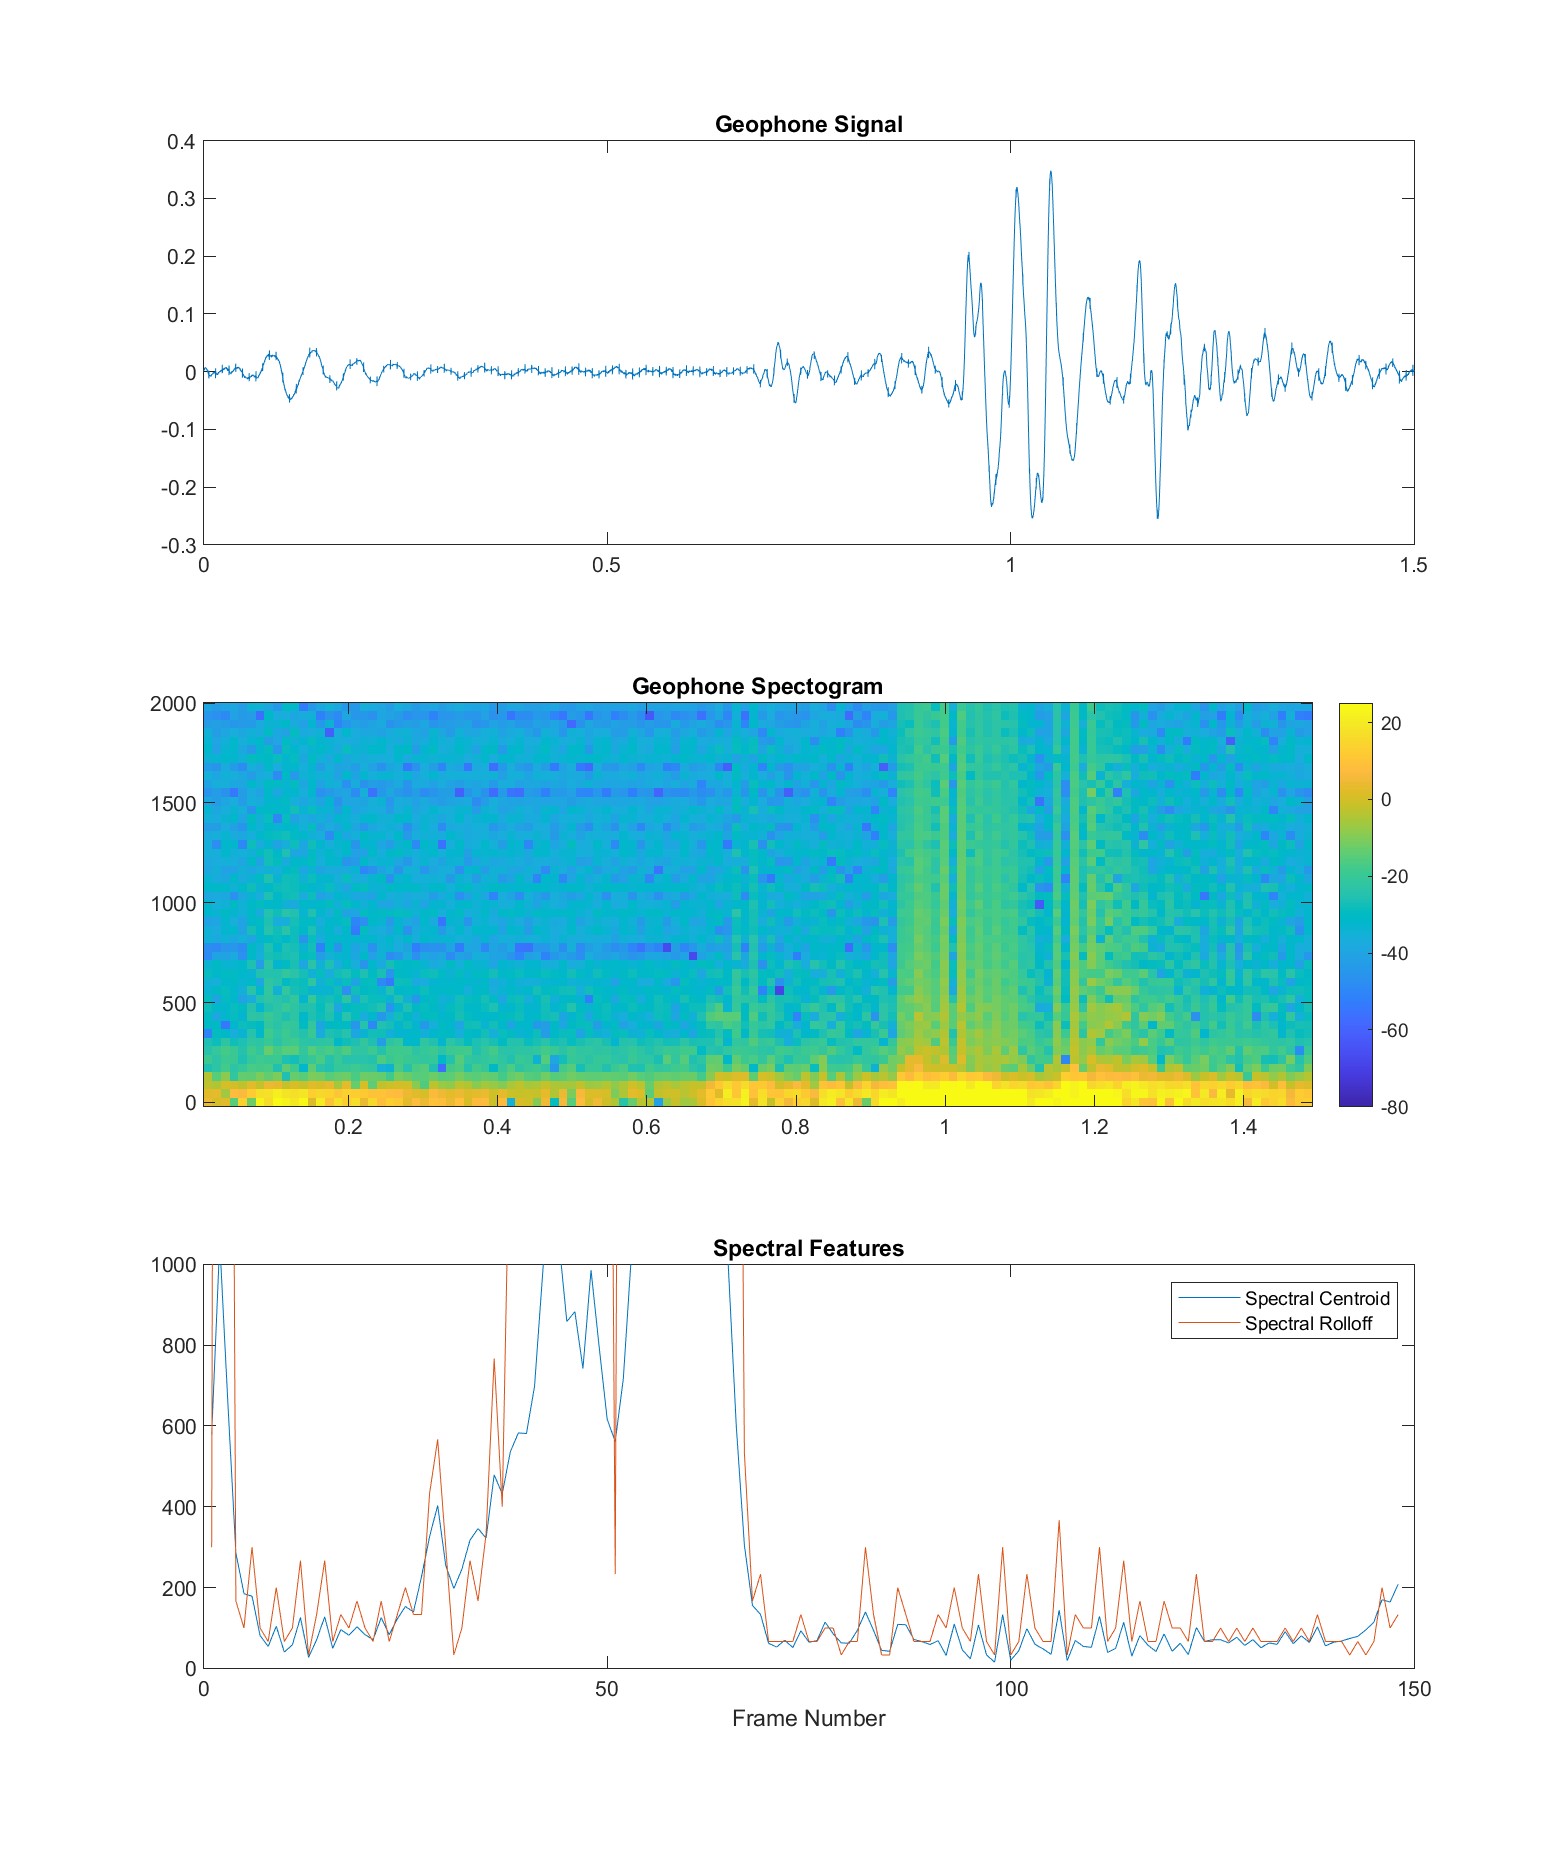 Geophone Signal
0.4
0.3
0.2
0.1
0
-0.1
-0.2
-0.3
0 0.5 1 1.5
Geophone Spectogram
2000
1500
1000
500
0
20
0
-20
-40
-60
-80
0.2 0.4 0.6 0.8 1 1.2 1.4
Spectral Features
1000
800
600
400
200
0
Spectral Centroid
Spectral Rolloff
0 50 100 150
Frame Number